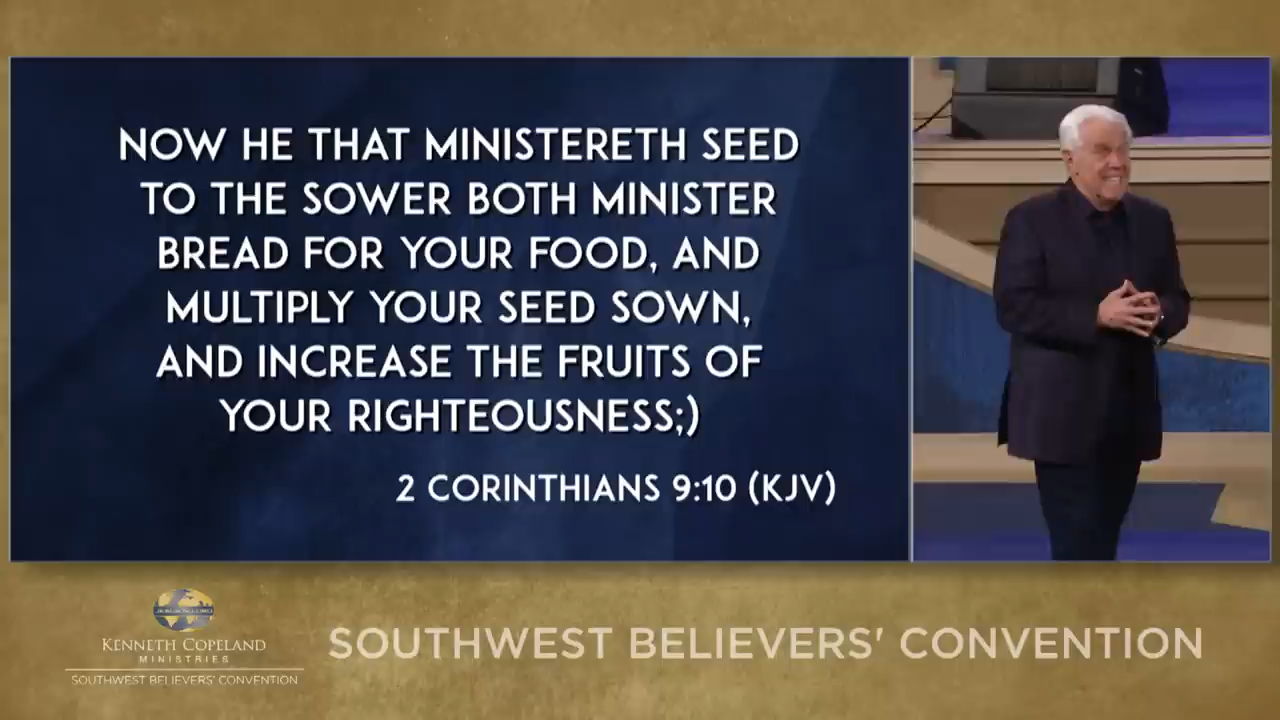 NOW HE THAT MINISTERETH SEED
TO THE SOWER BOTH MINISTER
BREAD FOR YOUR FOOD, AND
MULTIPLY YOUR SEED SOWN,
AND INCREASE THE FRUITS OF
YOUR RIGHTEOUSNESS;)
2 CORINTHIANS 9:10 (KJV)
KENNETH COPELAND
MINISTRIES
SOUTHWEST BELIEVERS' CONVENTION
SOUTHWEST BELIEVERS' CONVENTION